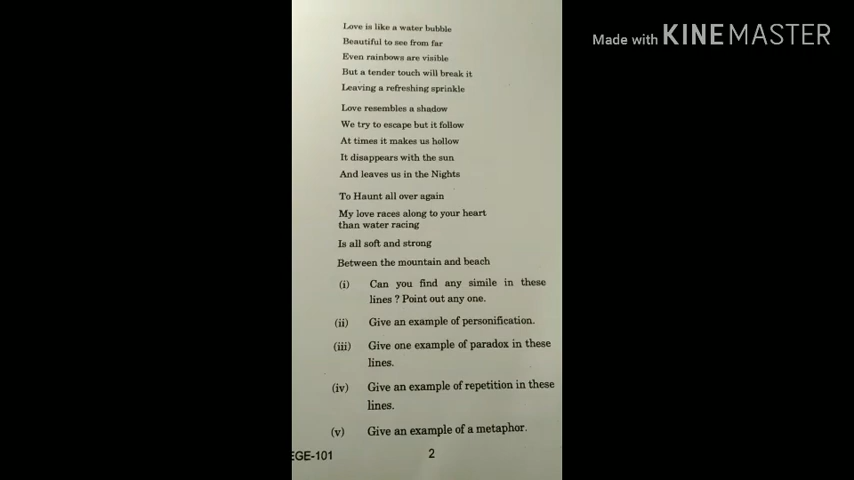 Made with KINEMASTER
Love is like a water bubble
Beautiful to see from far
Even rainbows are visible
But a tender touch will break it
Leaving a refreshing sprinkle
Love resembles a shadow
We try to escape but it follow
At times it makes us hollow
It disappears with the sun
And leaves us in the Nights
To Haunt all over again
My love races along to your heart
than water racing
Is all soft and strong
Between the mountain and beach
(i) Can you find any simile in these
lines ? Point out any one.
(ii) Give an example of personification.
(iii) Give one example of paradox in these
lines.
(iv) Give an example of repetition in these
lines.
(v) Give an example of a metaphor.
EGE-101 2